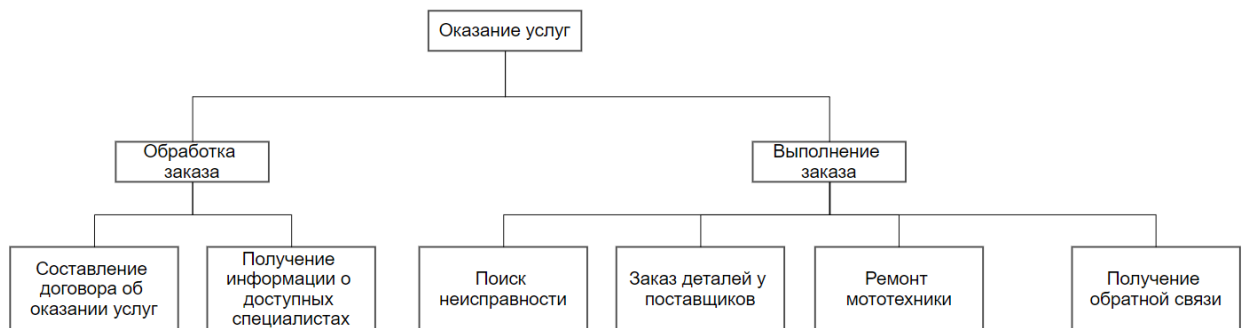 Оказание услуг
Обработка
заказа
Выполнение
заказа
Составление
договора об
оказании услуг
Получение
информации о
доступных
специалистах
Поиск
неисправности
Заказ деталей у
поставщиков
Ремонт
мототехники
Получение
обратной связи